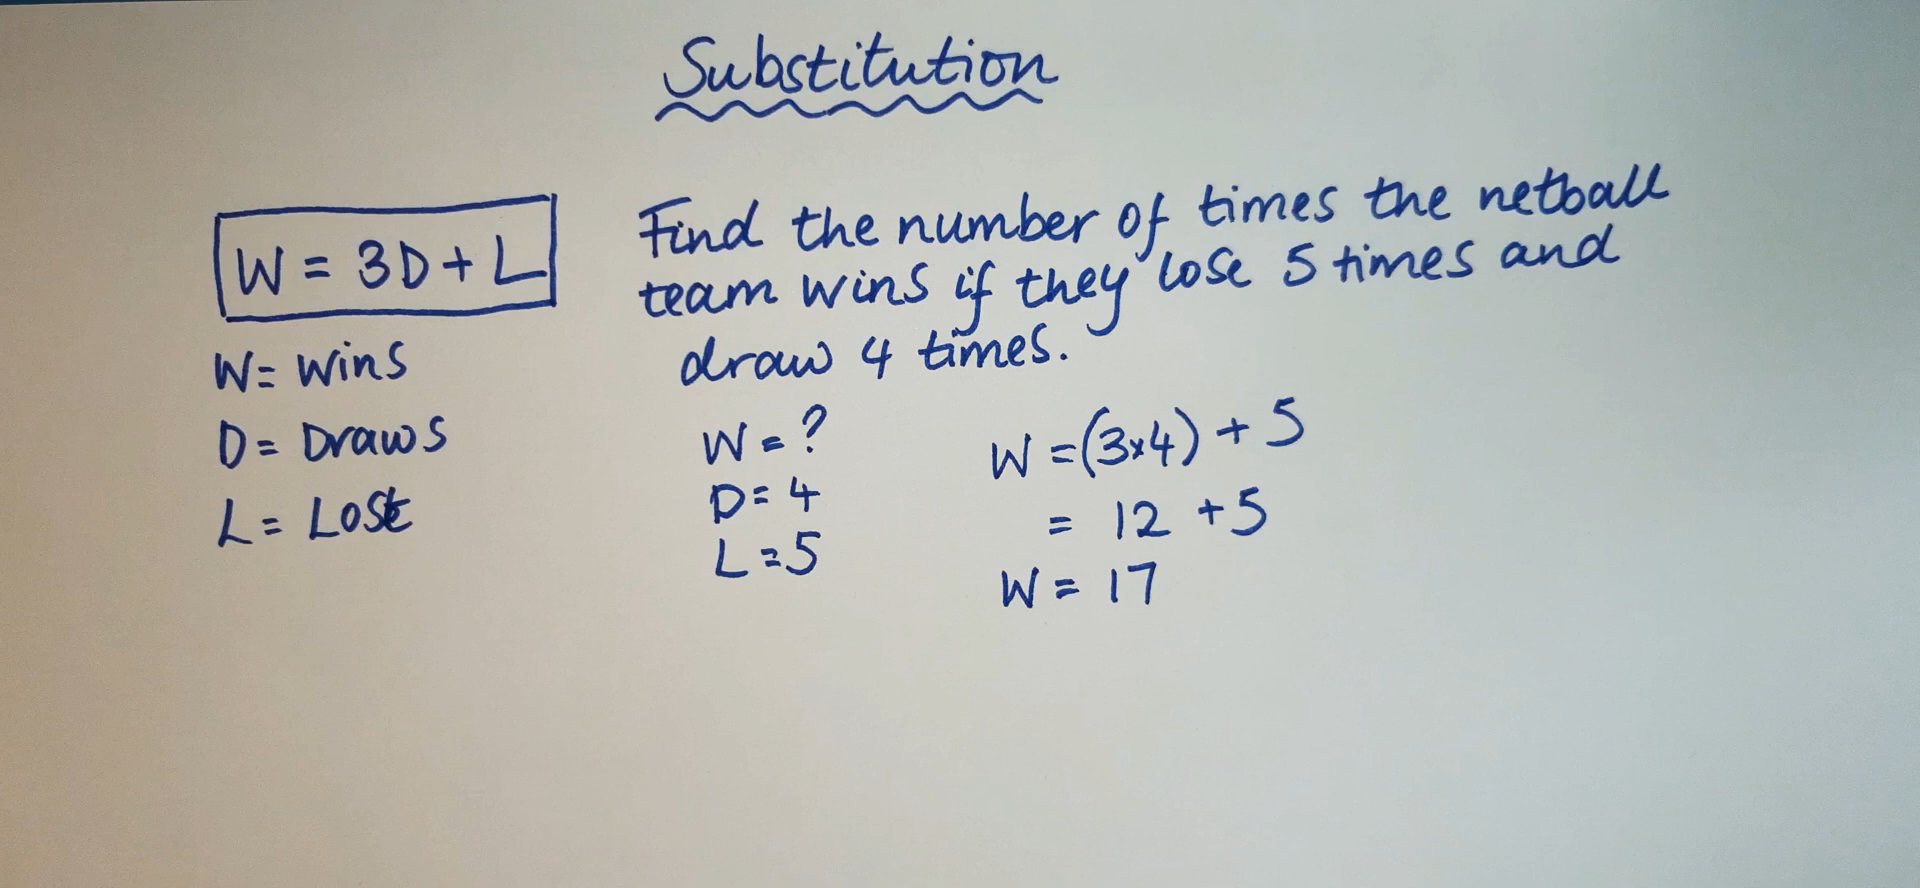 Substitution
W = 3D + L
W = Wins
D = Draws
L = Lost
Find the number of times the netball
team wins if they lose 5 times and
draw 4 times.
W = ?
D = 4
L = 5
W = (3×4) + 5
= 12 + 5
W = 17